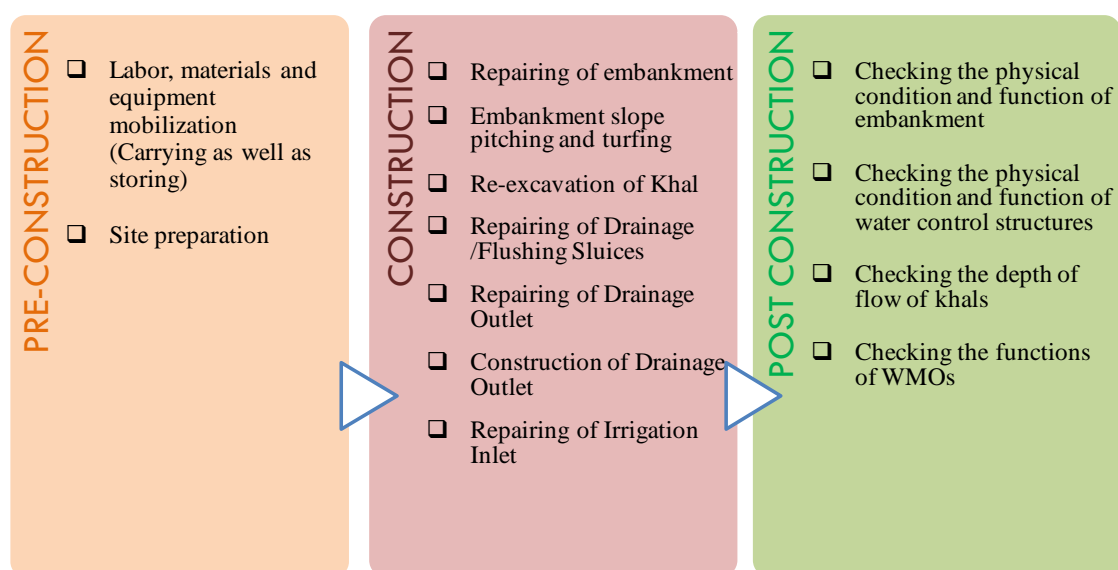 PRE-CONSTRUCTION
Labor, materials and
equipment
mobilization
(Carrying as well as
storing)
Site preparation
CONSTRUCTION
Repairing of embankment
Embankment slope
pitching and turfing
Re-excavation of Khal
Repairing of Drainage
/Flushing Sluices
Repairing of Drainage
Outlet
Construction of Drainage
Outlet
Repairing of Irrigation
Inlet
POST CONSTRUCTION
Checking the physical
condition and function of
embankment
Checking the physical
condition and function of
water control structures
Checking the depth of
flow of khals
Checking the functions
of WMOs